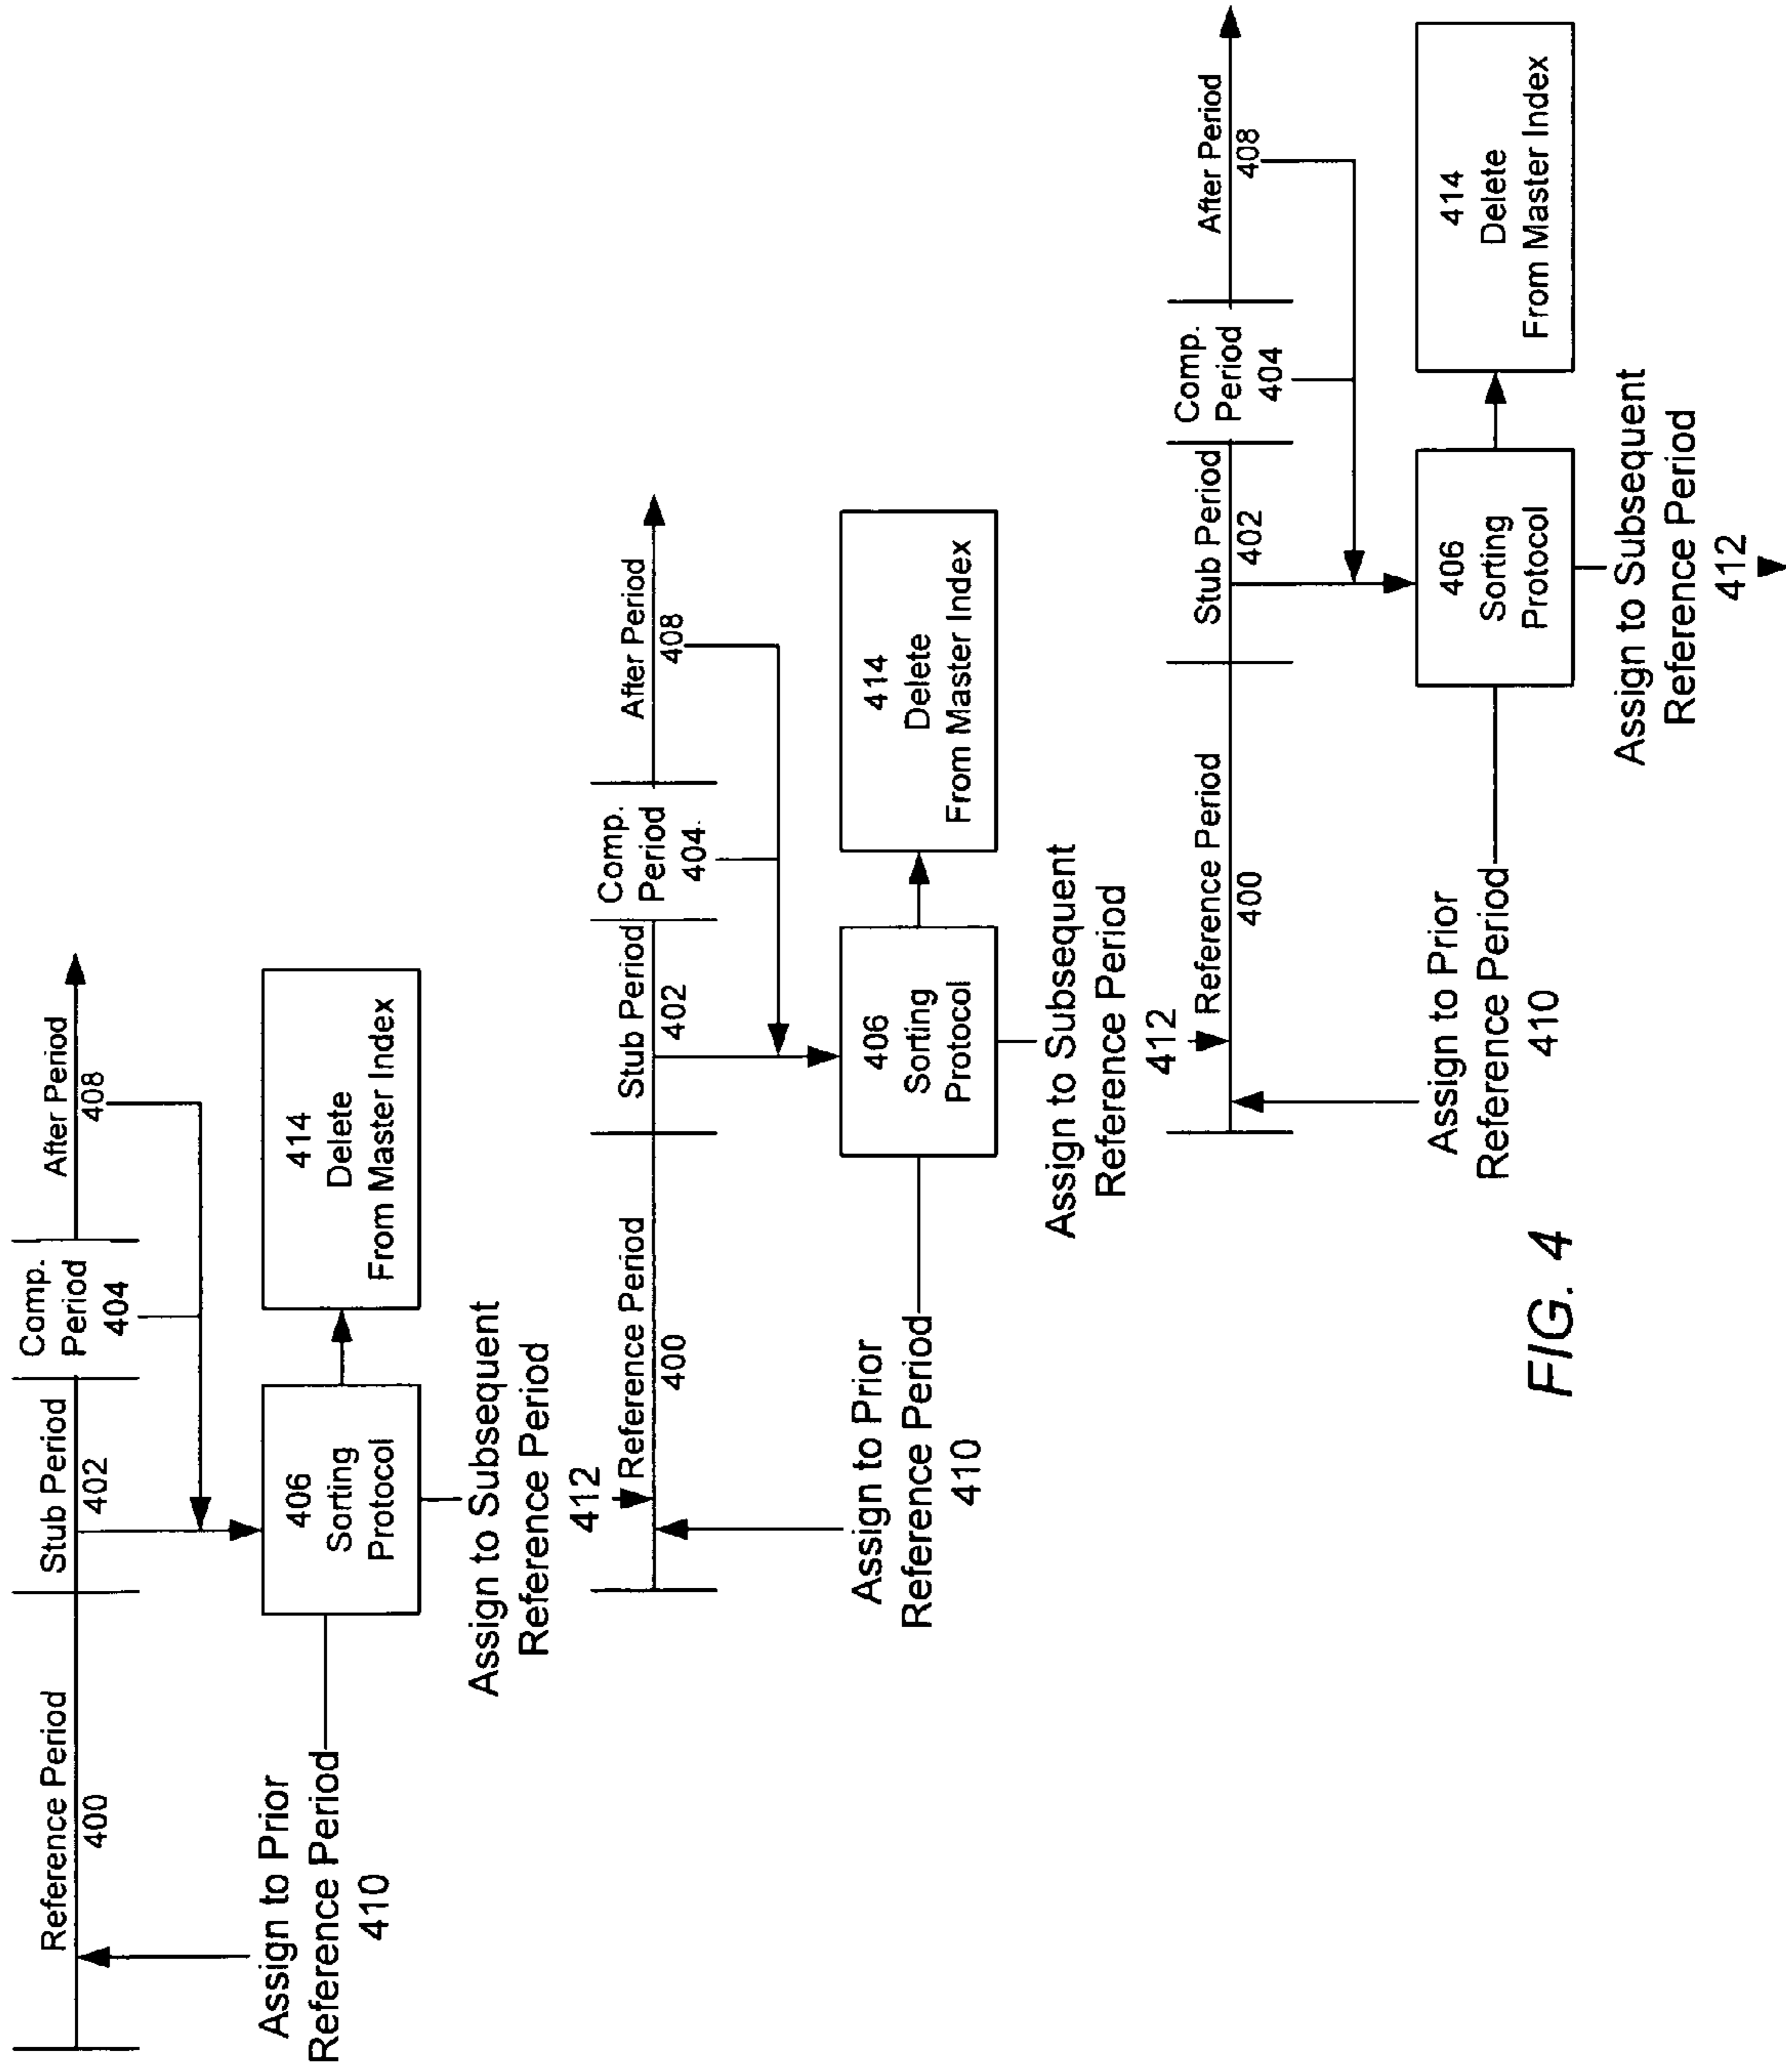 Reference Period
400
Stub Period
402
Comp.
Period
404
After Period
408
Assign to Prior
Reference Period
410
406
Sorting
Protocol
414
Delete
From Master Index
Assign to Subsequent
Reference Period
412
Reference Period
400
Stub Period
402
Comp.
Period
404
After Period
408
Assign to Prior
Reference Period
410
406
Sorting
Protocol
414
Delete
From Master Index
Assign to Subsequent
Reference Period
412
Reference Period
400
Stub Period
402
Comp.
Period
404
After Period
408
Assign to Prior
Reference Period
410
406
Sorting
Protocol
414
Delete
From Master Index
Assign to Subsequent
Reference Period
412
FIG. 4